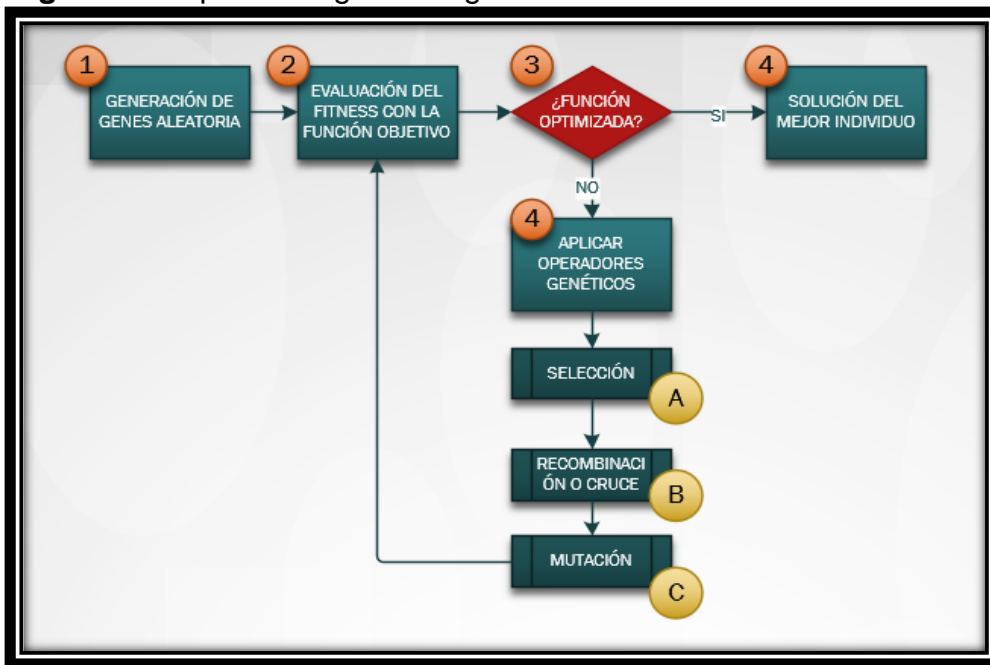 1
GENERACIÓN DE
GENES ALEATORIA
2
EVALUACIÓN DEL
FITNESS CON LA
FUNCIÓN OBJETIVO
3
¿FUNCIÓN
OPTIMIZADA?
SI
4
SOLUCIÓN DEL
MEJOR INDIVIDUO
NO
4
APLICAR
OPERADORES
GENÉTICOS
SELECCIÓN
A
RECOMBINACI
ÓN O CRUCE
B
MUTACIÓN
C